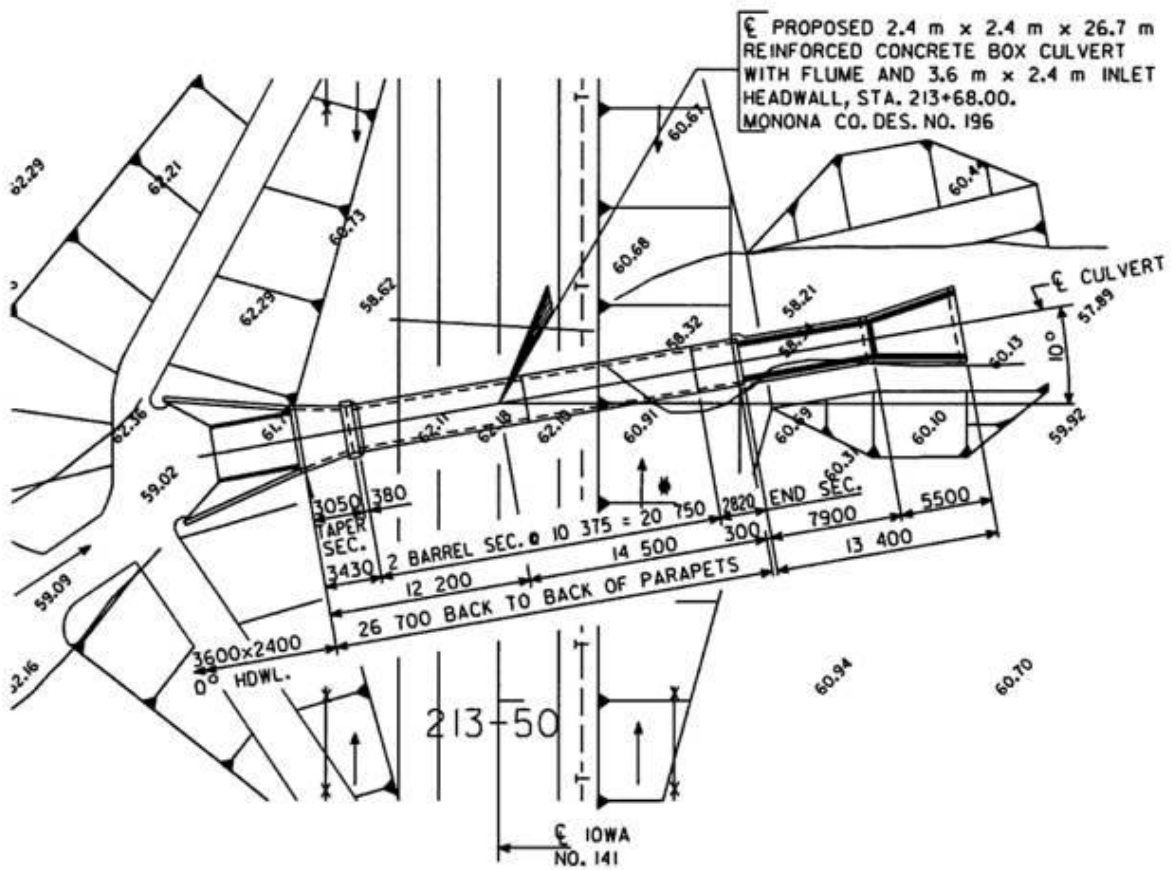 ℄ PROPOSED 2.4 m x 2.4 m x 26.7 m
REINFORCED CONCRETE BOX CULVERT
WITH FLUME AND 3.6 m x 2.4 m INLET
HEADWALL, STA. 213+68.00.
MONONA CO. DES. NO. 196
62.29
62.21
60.73
62.29
58.62
60.67
60.68
60.44
58.21
58.32
℄ CULVERT
57.89
10°
60.13
59.92
62.36
59.02
59.09
62.11
62.18
62.10
60.91
60.69
60.31
60.10
3050
380
TAPER
SEC.
2 BARREL SEC. @ 10 375 = 20 750
2820
END SEC.
7900
5500
3430
12 200
14 500
300
13 400
26 700 BACK TO BACK OF PARAPETS
3600x2400
0° HDWL.
60.94
60.70
213-50
T
T
T
T
℄ IOWA
NO. 141